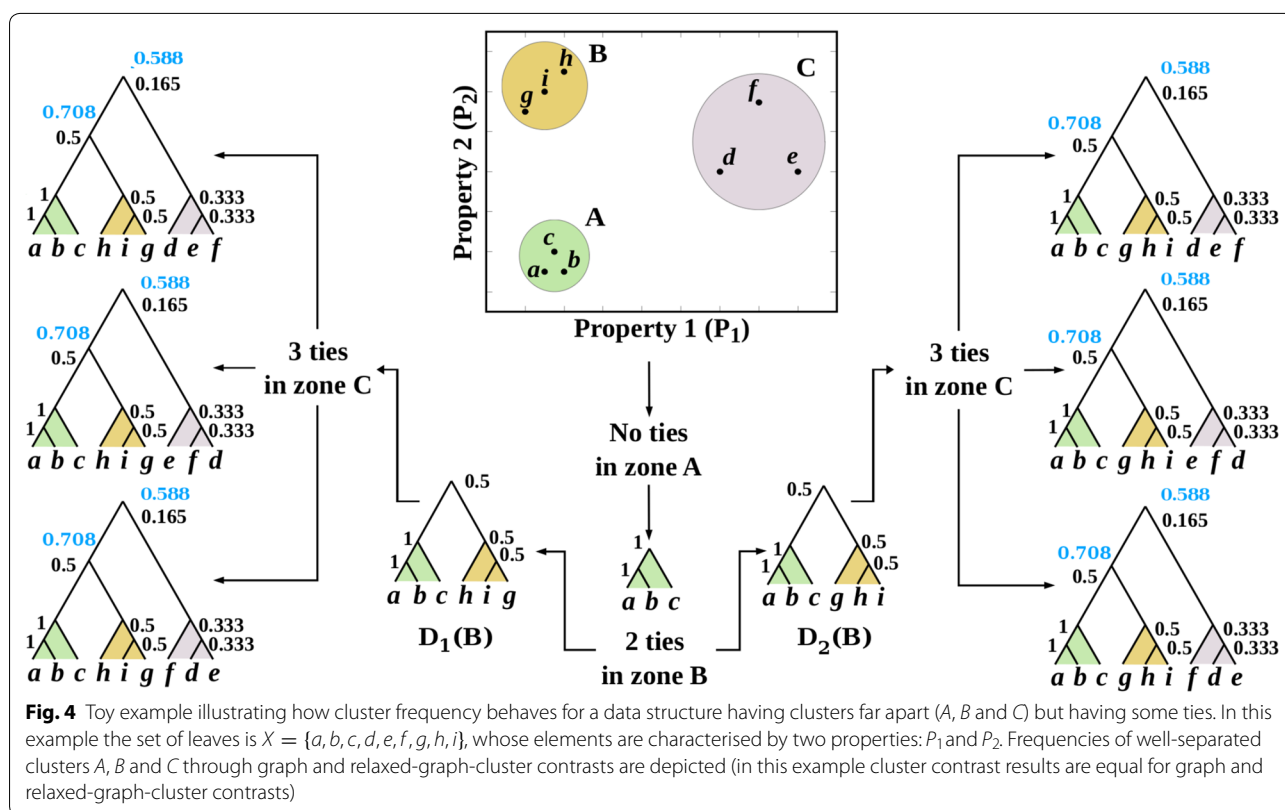 0.588
0.165
0.708
0.5
1
1
0.5
0.5
0.333
0.333
a b c h i g d e f
0.588
0.165
0.708
0.5
1
1
0.5
0.5
0.333
0.333
a b c h i g e f d
0.588
0.165
0.708
0.5
1
1
0.5
0.5
0.333
0.333
a b c h i g f d e
3 ties
in zone C
Property 2 (P2)
B
h
i
g
C
f
d
e
A
c
a
b
Property 1 (P1)
No ties
in zone A
1
1
a b c
2 ties
in zone B
0.5
1
1
0.5
0.5
a b c h i g
D1(B)
0.5
1
1
0.5
0.5
a b c g h i
D2(B)
3 ties
in zone C
0.588
0.165
0.708
0.5
1
1
0.5
0.5
0.333
0.333
a b c g h i d e f
0.588
0.165
0.708
0.5
1
1
0.5
0.5
0.333
0.333
a b c g h i e f d
0.588
0.165
0.708
0.5
1
1
0.5
0.5
0.333
0.333
a b c g h i f d e
Fig. 4 Toy example illustrating how cluster frequency behaves for a data structure having clusters far apart (A, B and C) but having some ties. In this
example the set of leaves is X = {a, b, c, d, e, f, g, h, i}, whose elements are characterised by two properties: P1 and P2. Frequencies of well-separated
clusters A, B and C through graph and relaxed-graph-cluster contrasts are depicted (in this example cluster contrast results are equal for graph and
relaxed-graph-cluster contrasts)